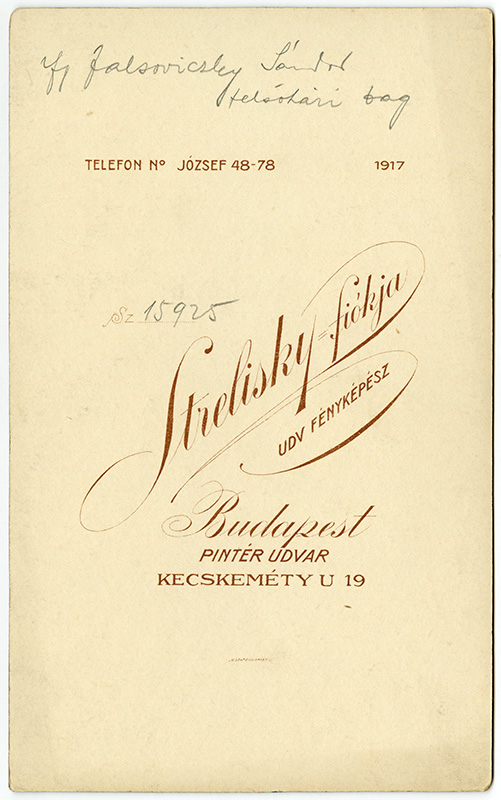 Ifj Jalsoviczky Sándor
felsőházi tag
TELEFON Nº JÓZSEF 48-78 1917
Sz 15925
Strelisky=fiókja
UDV FÉNYKÉPÉSZ
Budapest
PINTÉR UDVAR
KECSKEMÉTY U 19